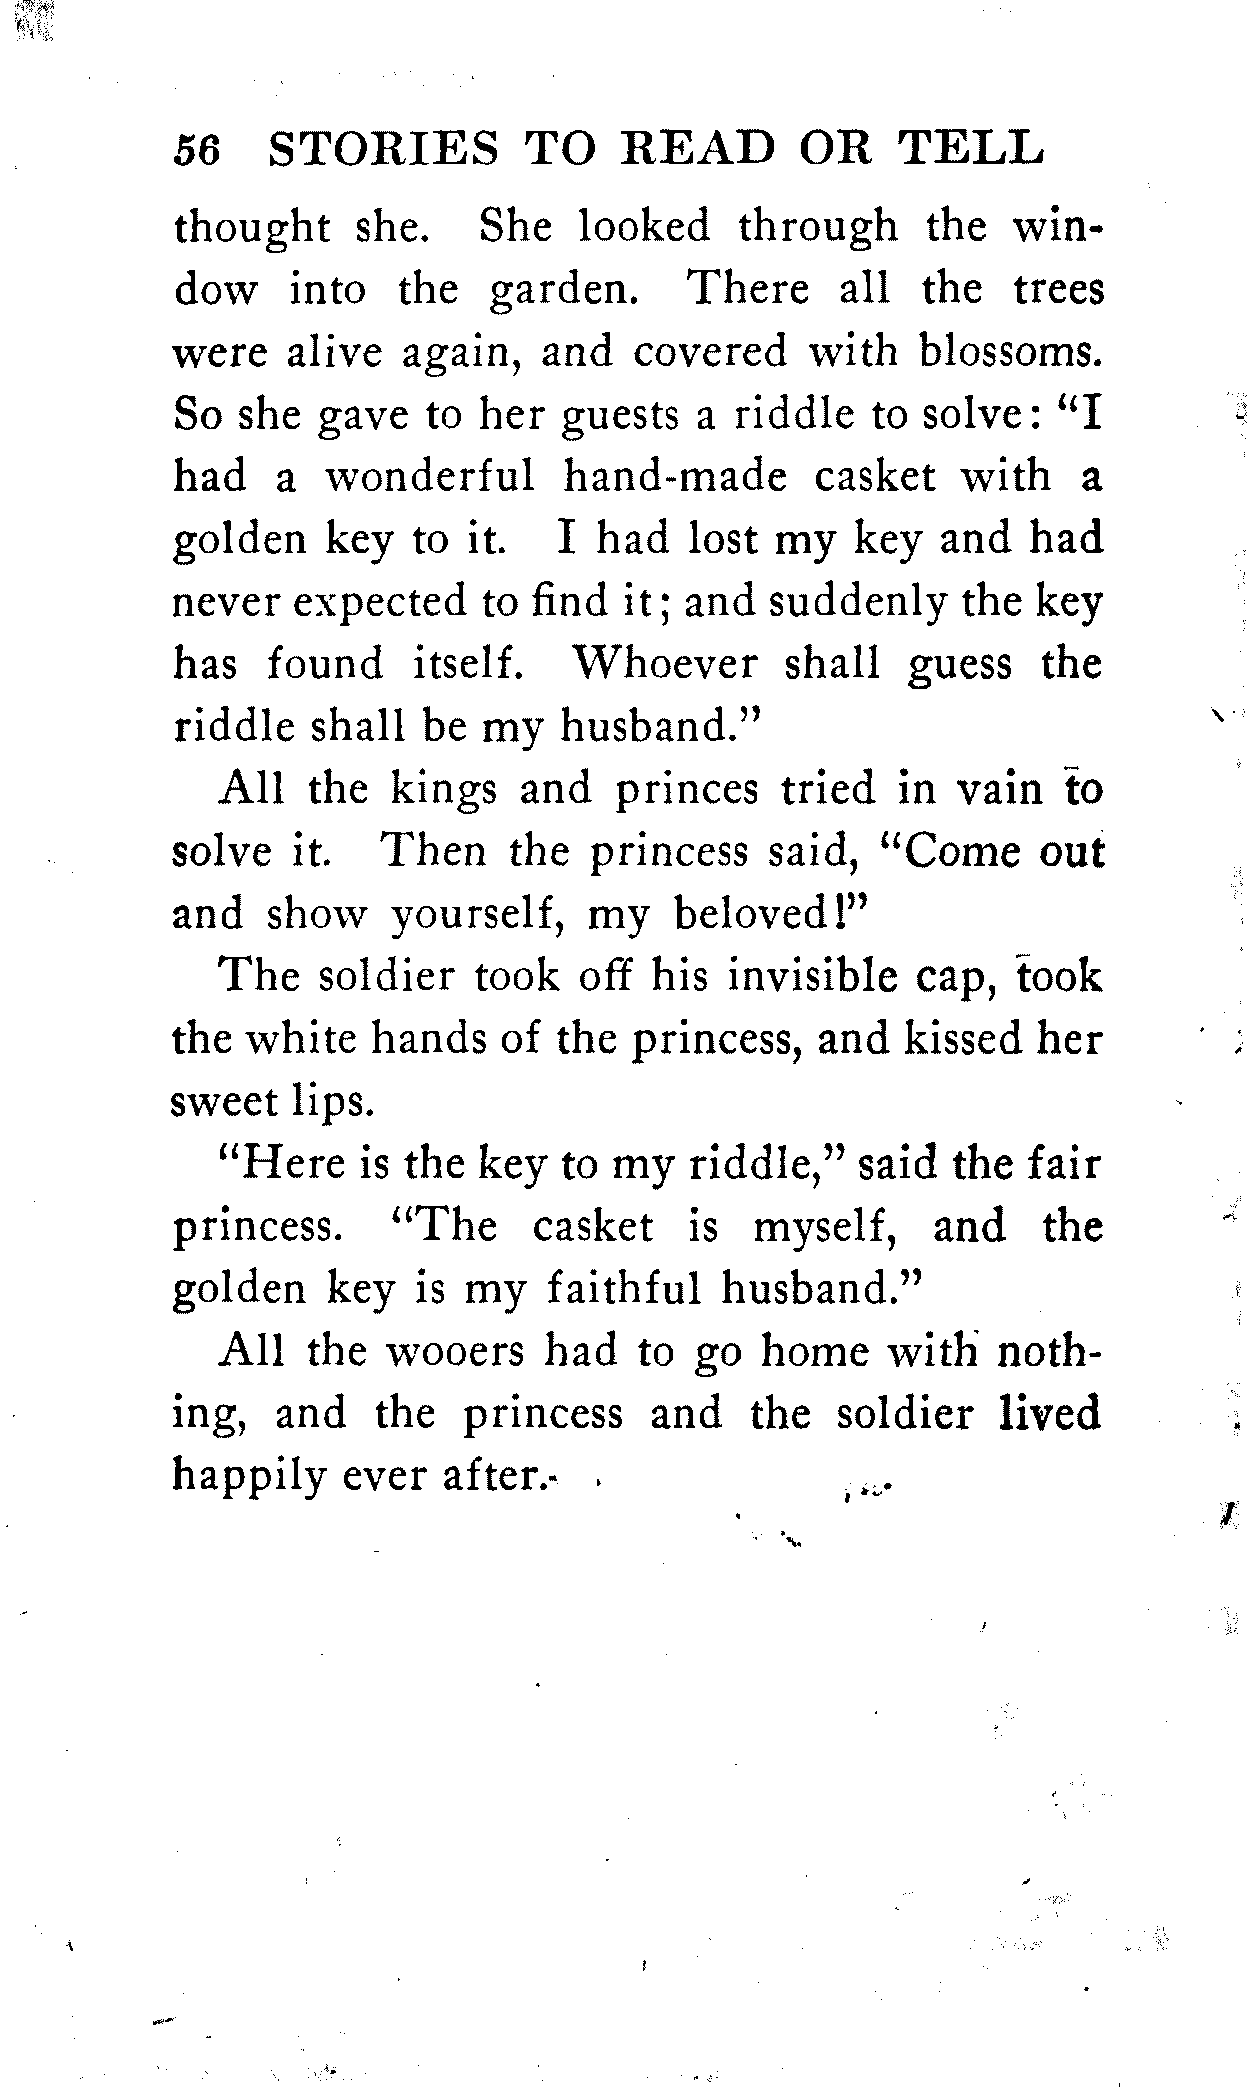 56 STORIES TO READ OR TELL
thought she. She looked through the win-
dow into the garden. There all the trees
were alive again, and covered with blossoms.
So she gave to her guests a riddle to solve: "I
had a wonderful hand-made casket with a
golden key to it. I had lost my key and had
never expected to find it; and suddenly the key
has found itself. Whoever shall guess the
riddle shall be my husband."
All the kings and princes tried in vain to
solve it. Then the princess said, "Come out
and show yourself, my beloved!"
The soldier took off his invisible cap, took
the white hands of the princess, and kissed her
sweet lips.
"Here is the key to my riddle," said the fair
princess. "The casket is myself, and the
golden key is my faithful husband."
All the wooers had to go home with noth-
ing, and the princess and the soldier lived
happily ever after.